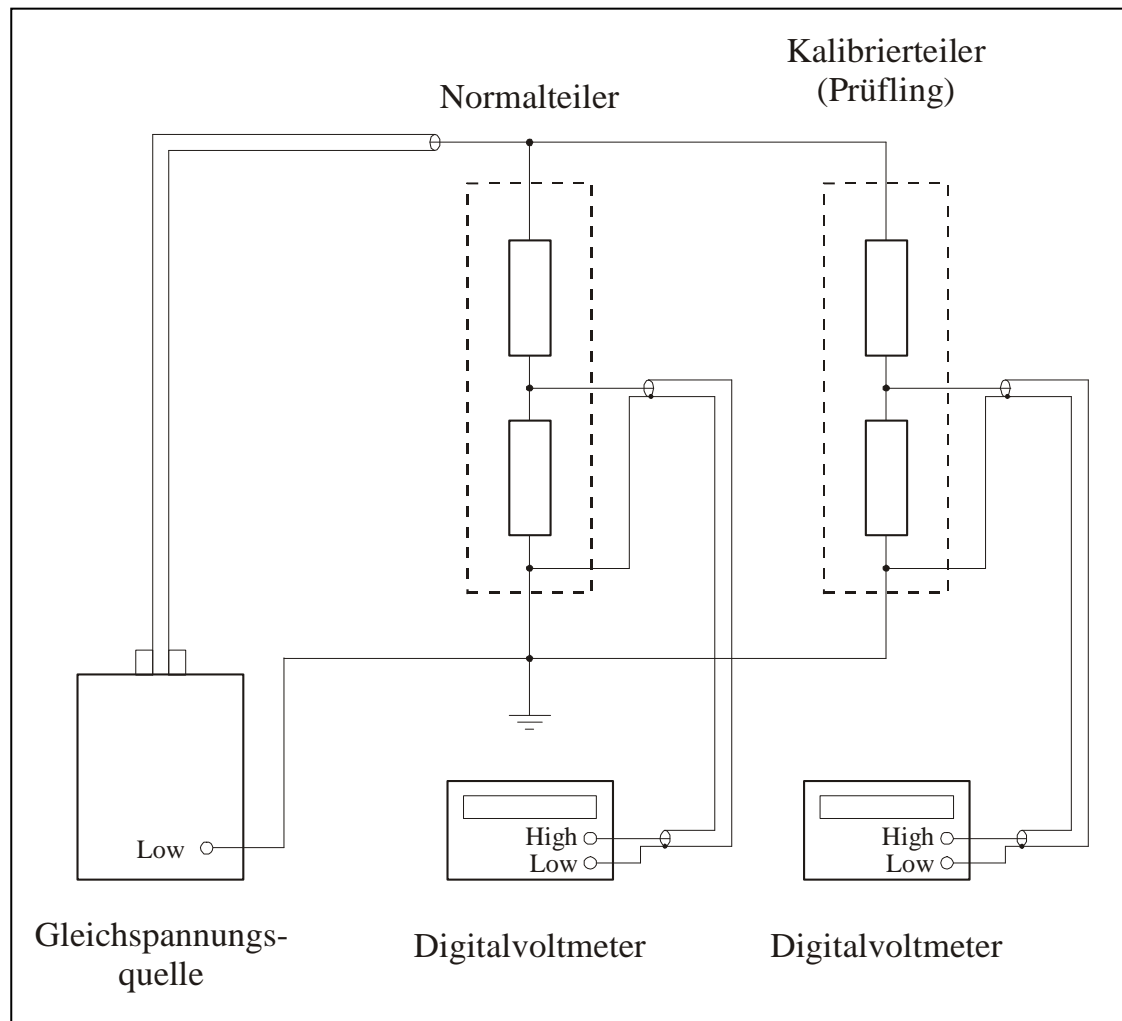 Kalibrierteiler
(Prüfling)
Normalteiler
Low
High
Low
High
Low
Gleichspannungs-
quelle
Digitalvoltmeter
Digitalvoltmeter